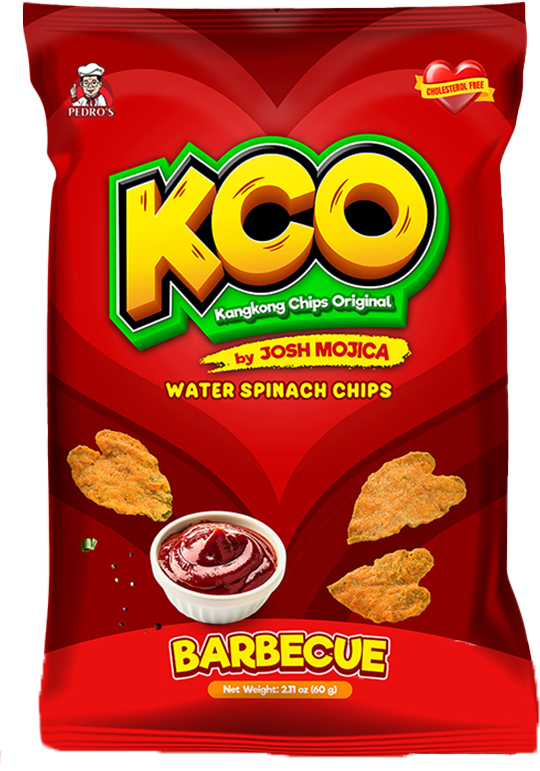 PEDRO'S
CHOLESTEROL FREE
KCO
Kangkong Chips Original
by JOSH MOJICA
WATER SPINACH CHIPS
BARBECUE
Net Weight: 2.11 oz (60 g)